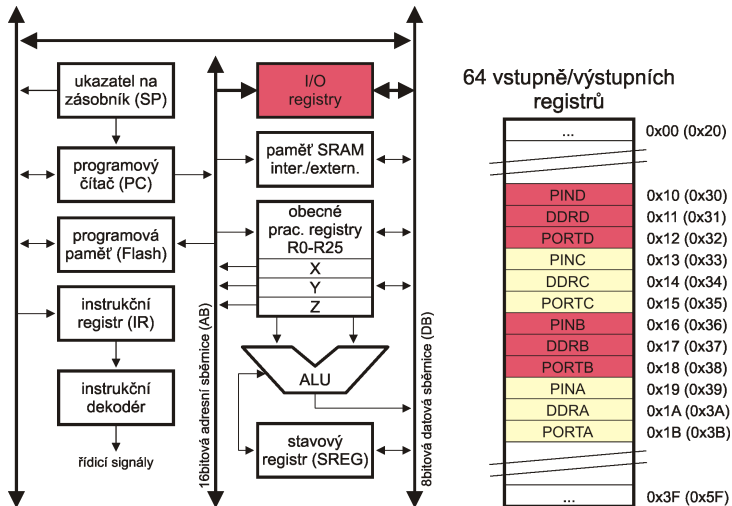 ukazatel na
zásobník (SP)
programový
čítač (PC)
programová
paměť (Flash)
instrukční
registr (IR)
instrukční
dekodér
řídicí signály
16bitová adresní sběrnice (AB)
I/O
registry
paměť SRAM
inter./extern.
obecné
prac. registry
R0-R25
X
Y
Z
ALU
stavový
registr (SREG)
8bitová datová sběrnice (DB)
64 vstupně/výstupních
registrů
... 0x00 (0x20)
PIND 0x10 (0x30)
DDRD 0x11 (0x31)
PORTD 0x12 (0x32)
PINC 0x13 (0x33)
DDRC 0x14 (0x34)
PORTC 0x15 (0x35)
PINB 0x16 (0x36)
DDRB 0x17 (0x37)
PORTB 0x18 (0x38)
PINA 0x19 (0x39)
DDRA 0x1A (0x3A)
PORTA 0x1B (0x3B)
... 0x3F (0x5F)